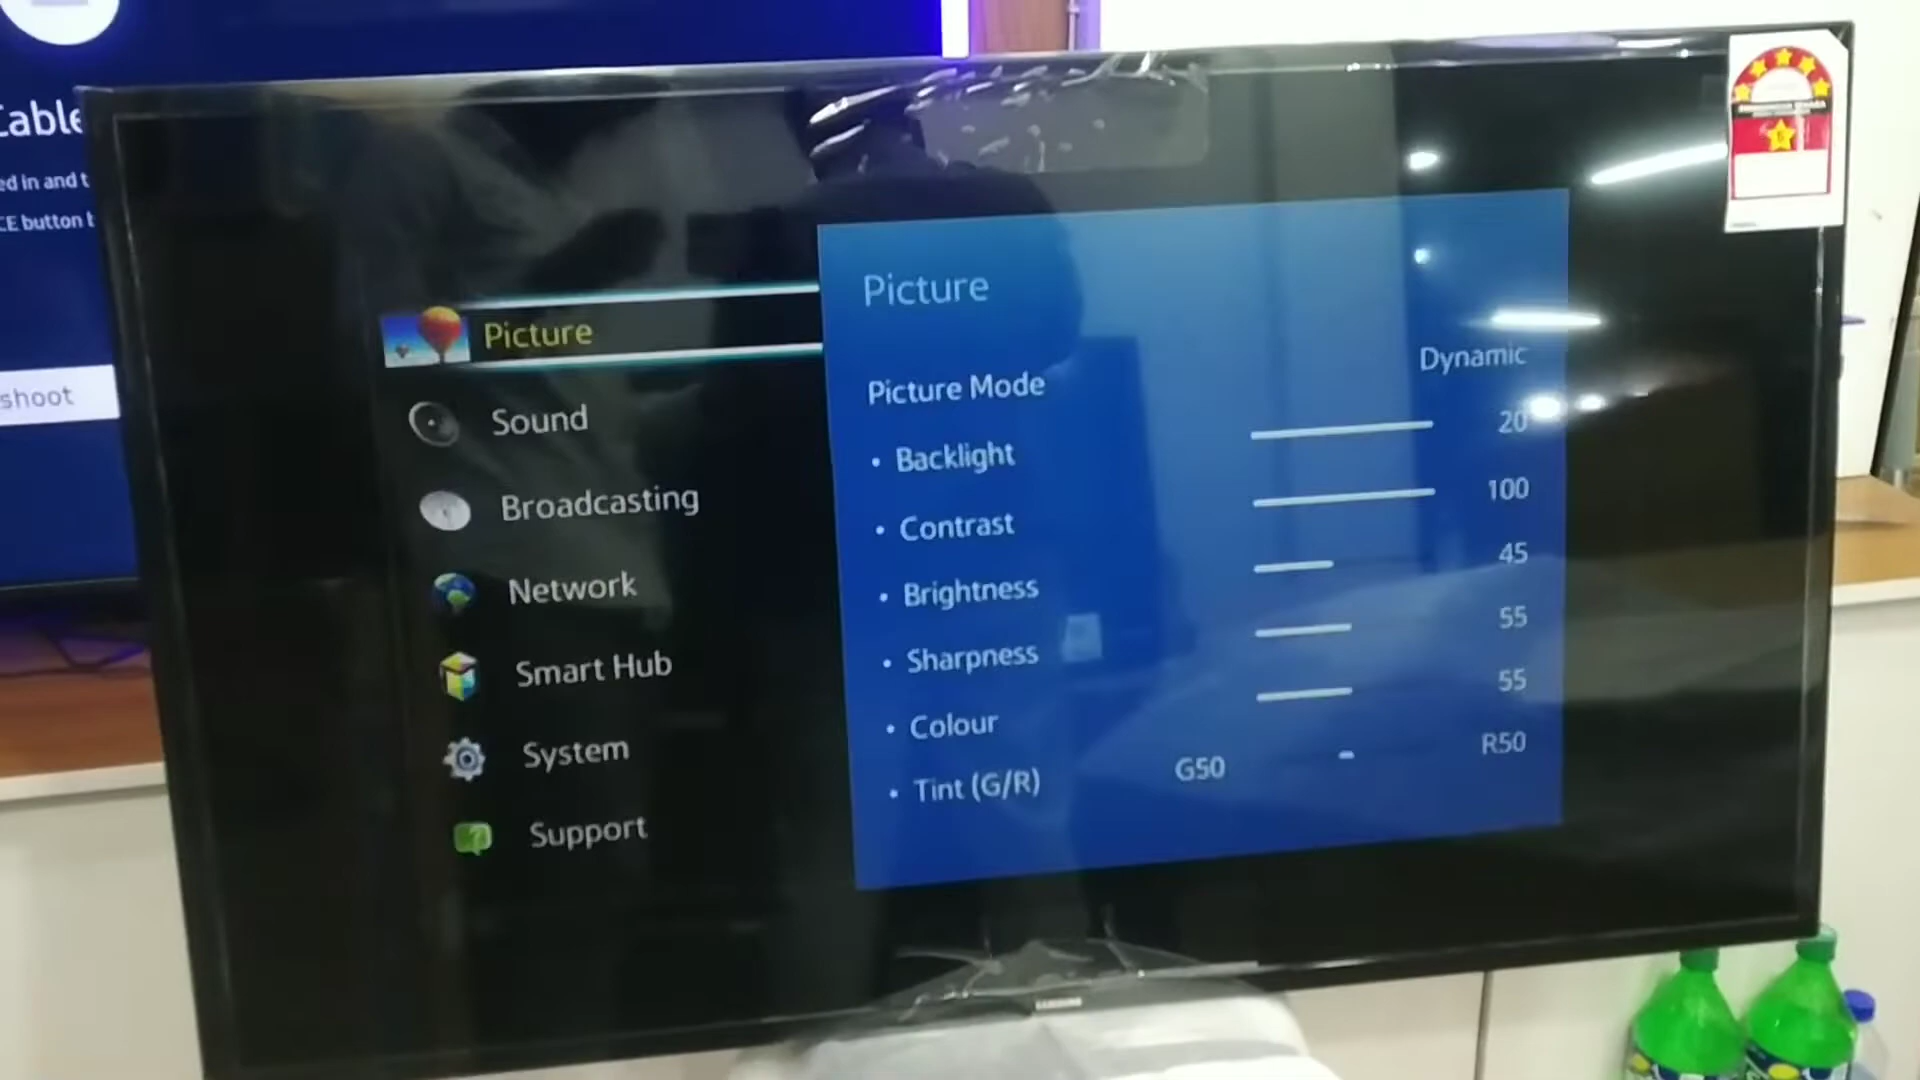 Cable
ed in and t
CE button b
shoot
Picture
Sound
Broadcasting
Network
Smart Hub
System
Support
Picture
Picture Mode Dynamic
• Backlight 20
• Contrast 100
• Brightness 45
• Sharpness 55
• Colour 55
• Tint (G/R) G50 R50
SAMSUNG